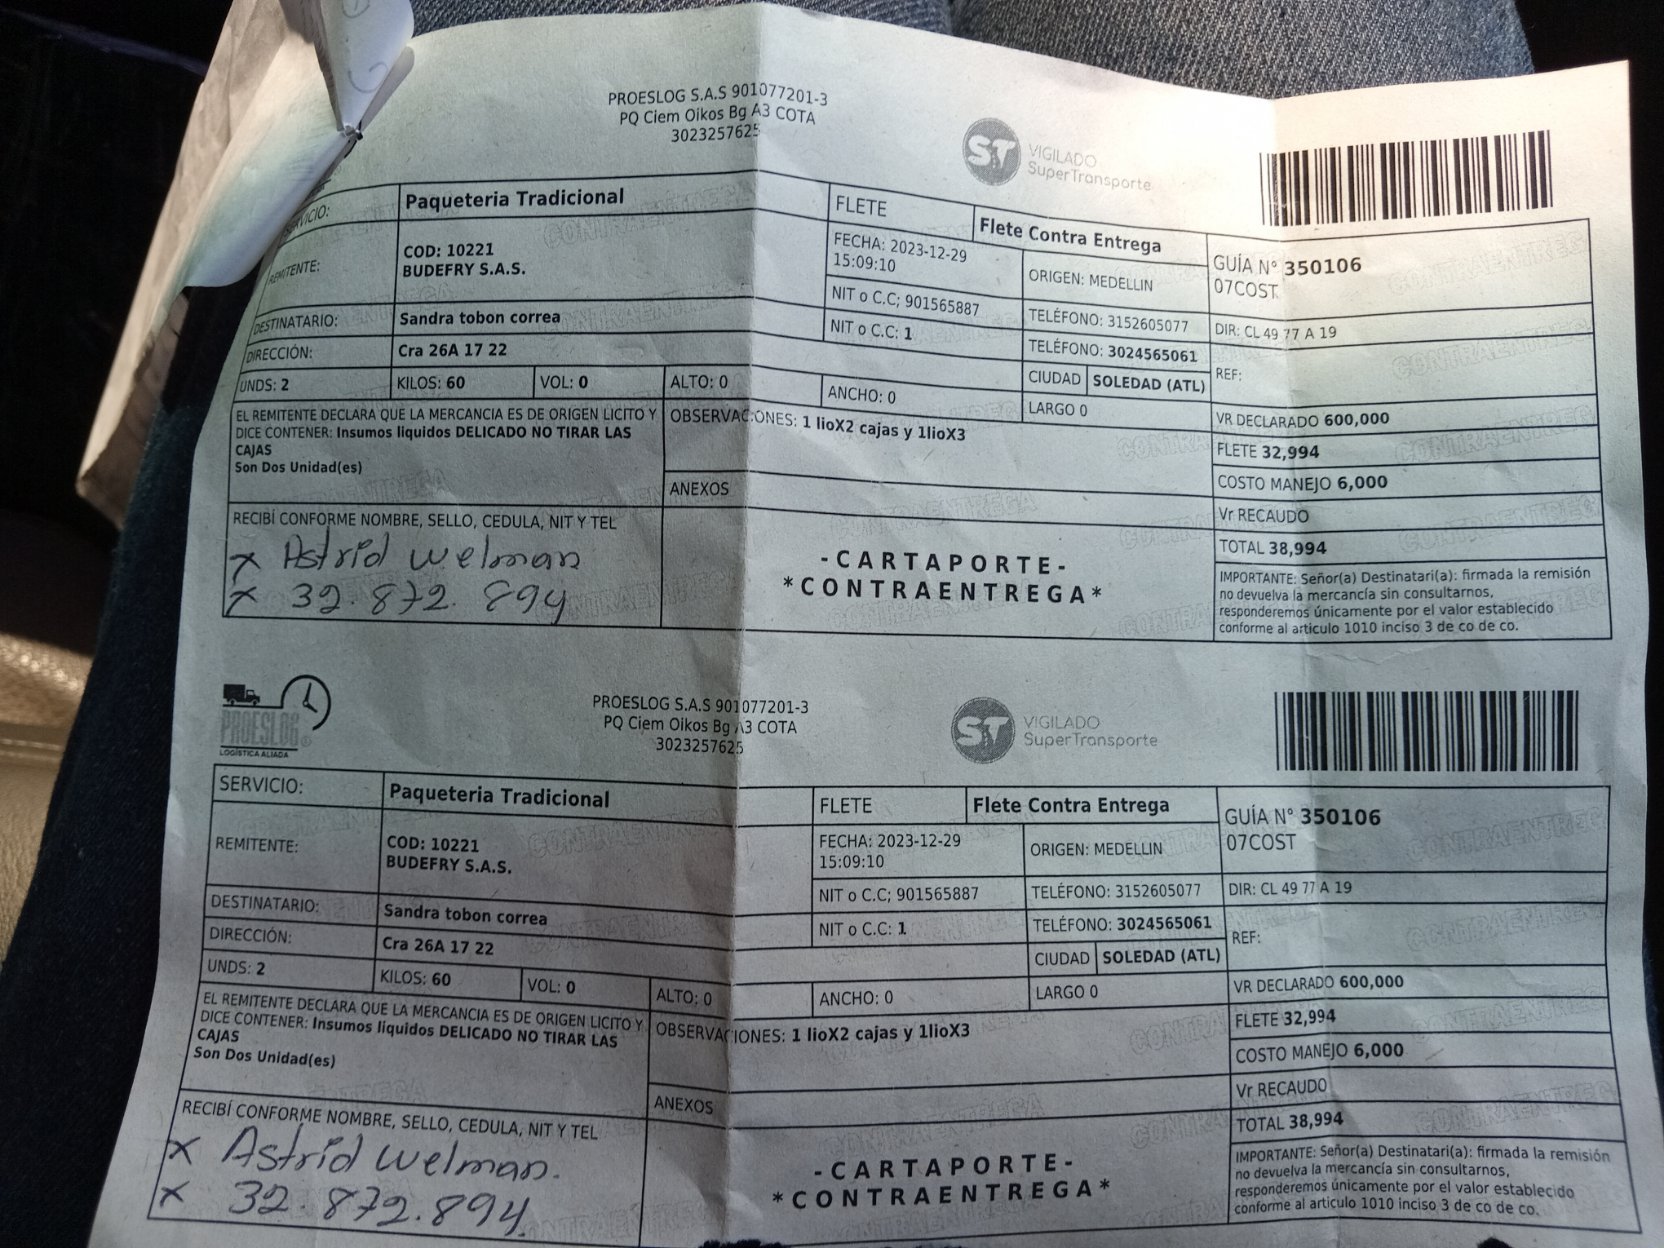 PROESLOG S.A.S 901077201-3
PQ Ciem Oikos Bg A3 COTA
3023257625
ST VIGILADO
SuperTransporte
SERVICIO: Paqueteria Tradicional FLETE Flete Contra Entrega
REMITENTE: COD: 10221
BUDEFRY S.A.S.
FECHA: 2023-12-29
15:09:10
ORIGEN: MEDELLIN
GUÍA N° 350106
07COST
NIT o C.C; 901565887 TELÉFONO: 3152605077 DIR: CL 49 77 A 19
DESTINATARIO: Sandra tobon correa NIT o C.C: 1 TELÉFONO: 3024565061 REF:
DIRECCIÓN: Cra 26A 17 22 CIUDAD SOLEDAD (ATL)
UNDS: 2 KILOS: 60 VOL: 0 ALTO: 0 ANCHO: 0 LARGO 0 VR DECLARADO 600,000
EL REMITENTE DECLARA QUE LA MERCANCIA ES DE ORIGEN LICITO Y
DICE CONTENER: Insumos liquidos DELICADO NO TIRAR LAS
CAJAS
Son Dos Unidad(es)
OBSERVACIONES: 1 lioX2 cajas y 1lioX3
ANEXOS
FLETE 32,994
COSTO MANEJO 6,000
Vr RECAUDO
TOTAL 38,994
RECIBÍ CONFORME NOMBRE, SELLO, CEDULA, NIT Y TEL
x Astrid Welman
x 32.872.894
-CARTAPORTE-
*CONTRAENTREGA*
IMPORTANTE: Señor(a) Destinatari(a): firmada la remisión
no devuelva la mercancía sin consultarnos,
responderemos únicamente por el valor establecido
conforme al articulo 1010 inciso 3 de co de co.
PROESLOG
LOGÍSTICA ALIADA
PROESLOG S.A.S 901077201-3
PQ Ciem Oikos Bg A3 COTA
3023257625
ST VIGILADO
SuperTransporte
SERVICIO: Paqueteria Tradicional FLETE Flete Contra Entrega
REMITENTE: COD: 10221
BUDEFRY S.A.S.
FECHA: 2023-12-29
15:09:10
ORIGEN: MEDELLIN
GUÍA N° 350106
07COST
NIT o C.C; 901565887 TELÉFONO: 3152605077 DIR: CL 49 77 A 19
DESTINATARIO: Sandra tobon correa NIT o C.C: 1 TELÉFONO: 3024565061 REF:
DIRECCIÓN: Cra 26A 17 22 CIUDAD SOLEDAD (ATL)
UNDS: 2 KILOS: 60 VOL: 0 ALTO: 0 ANCHO: 0 LARGO 0 VR DECLARADO 600,000
EL REMITENTE DECLARA QUE LA MERCANCIA ES DE ORIGEN LICITO Y
DICE CONTENER: Insumos liquidos DELICADO NO TIRAR LAS
CAJAS
Son Dos Unidad(es)
OBSERVACIONES: 1 lioX2 cajas y 1lioX3
ANEXOS
FLETE 32,994
COSTO MANEJO 6,000
Vr RECAUDO
TOTAL 38,994
RECIBÍ CONFORME NOMBRE, SELLO, CEDULA, NIT Y TEL
x Astrid Welman.
x 32.872.894
-CARTAPORTE-
*CONTRAENTREGA*
IMPORTANTE: Señor(a) Destinatari(a): firmada la remisión
no devuelva la mercancía sin consultarnos,
responderemos únicamente por el valor establecido
conforme al articulo 1010 inciso 3 de co de co.